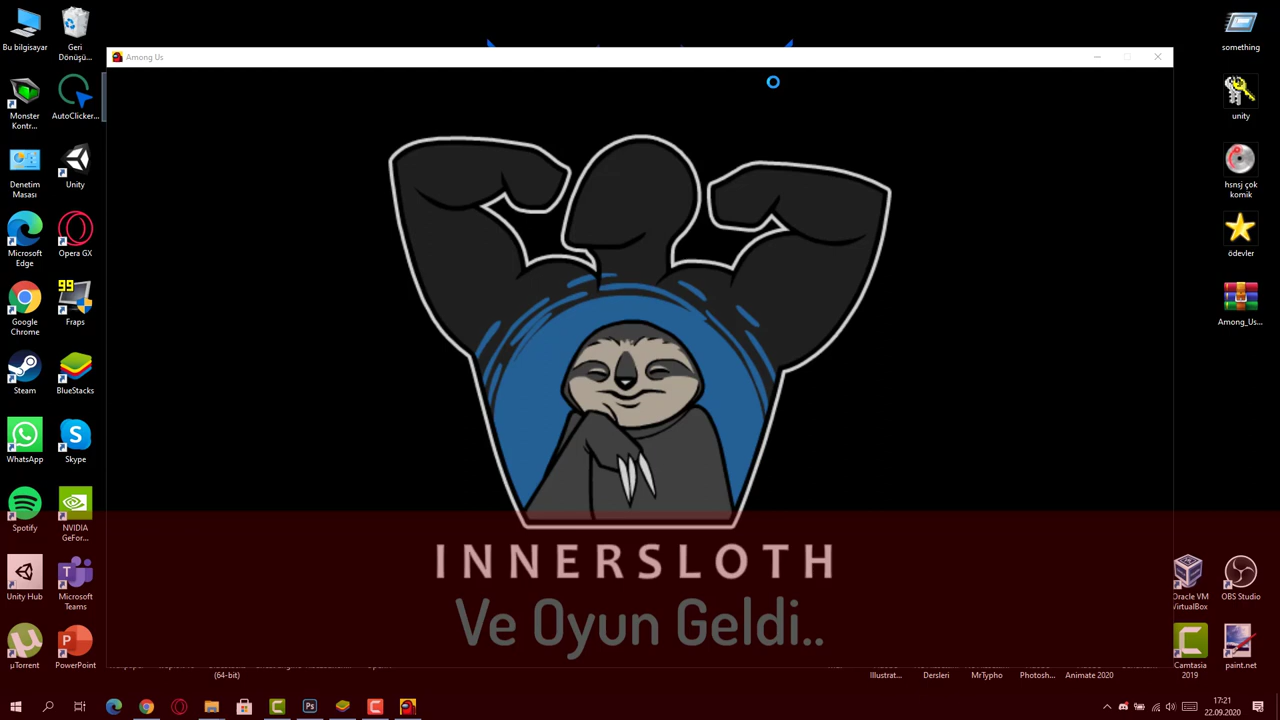 Among Us
Bu bilgisayar
Geri
Dönüşü...
Monster
Kontr...
AutoClicker...
Denetim
Masası
Unity
Microsoft
Edge
Opera GX
Google
Chrome
99
Fraps
Steam
BlueStacks
WhatsApp
Skype
Spotify
NVIDIA
GeFor...
Unity Hub
Microsoft
Teams
µTorrent
PowerPoint
(64-bit)
something
unity
hsnsj çok
komik
ödevler
Among_Us...
INNERSLOTH
Ve Oyun Geldi..
Oracle VM
VirtualBox
OBS Studio
Camtasia
2019
paint.net
Illustrat...
Dersleri
MrTypho
Photosh...
Animate 2020
Ps
17:21
22.09.2020